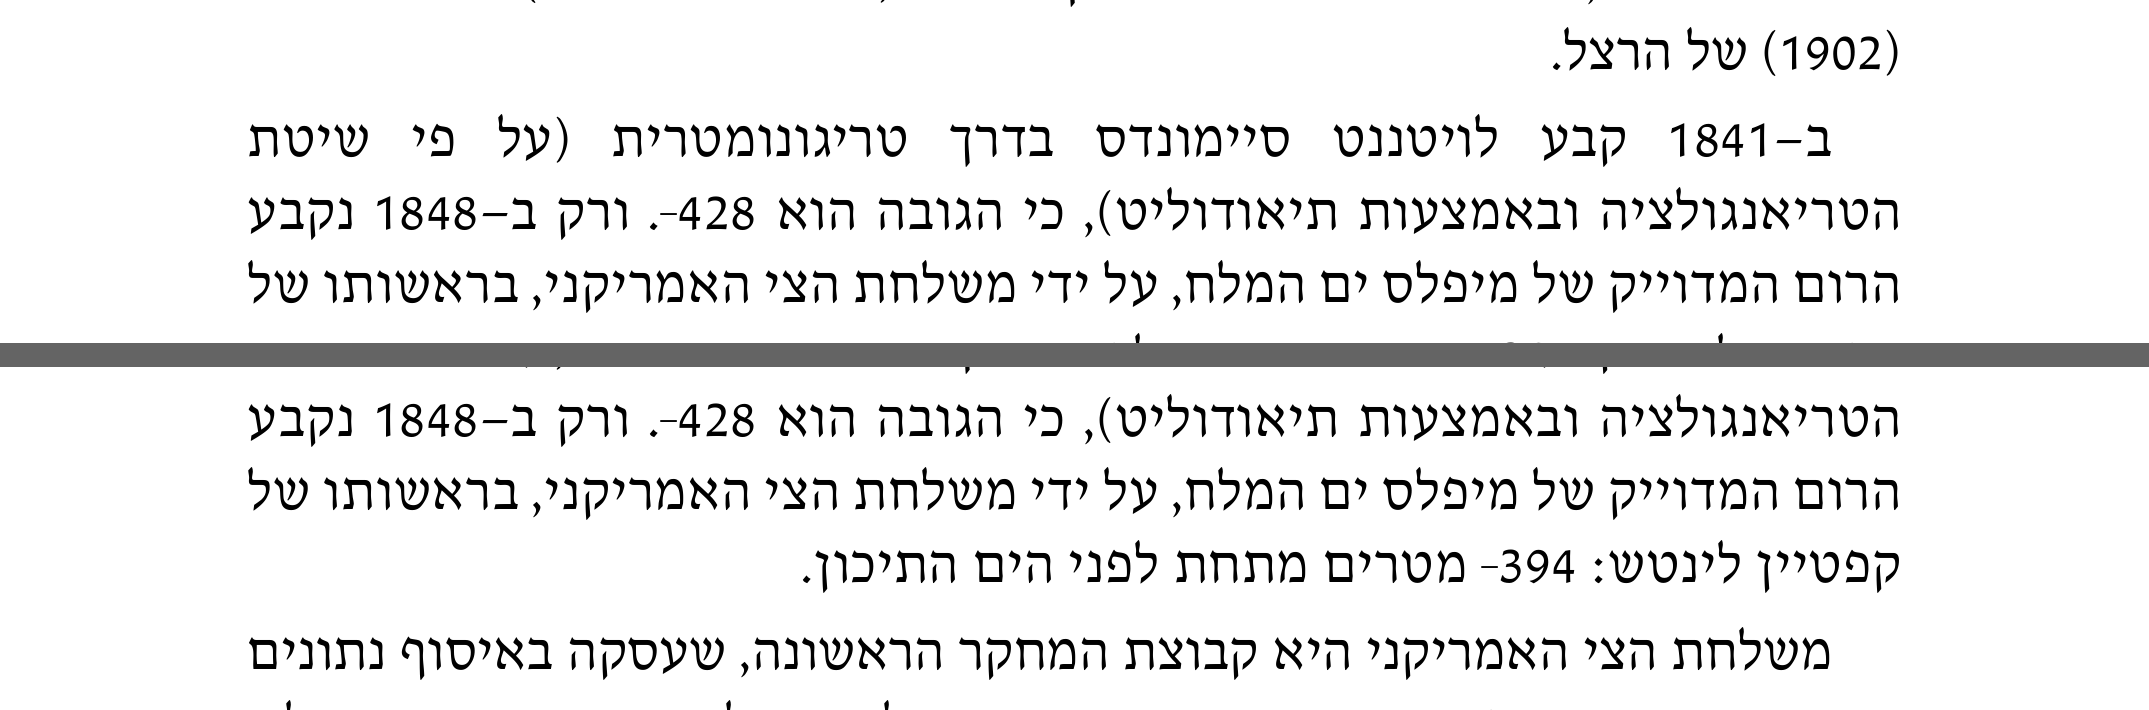 (1902) של הרצל.
ב–1841 קבע לויטננט סיימונדס בדרך טריגונומטרית (על פי שיטת
הטריאנגולציה ובאמצעות תיאודוליט), כי הגובה הוא 428-. ורק ב–1848 נקבע
הרום המדוייק של מיפלס ים המלח, על ידי משלחת הצי האמריקני, בראשותו של
הטריאנגולציה ובאמצעות תיאודוליט), כי הגובה הוא 428-. ורק ב–1848 נקבע
הרום המדוייק של מיפלס ים המלח, על ידי משלחת הצי האמריקני, בראשותו של
קפטיין לינטש: 394- מטרים מתחת לפני הים התיכון.
משלחת הצי האמריקני היא קבוצת המחקר הראשונה, שעסקה באיסוף נתונים